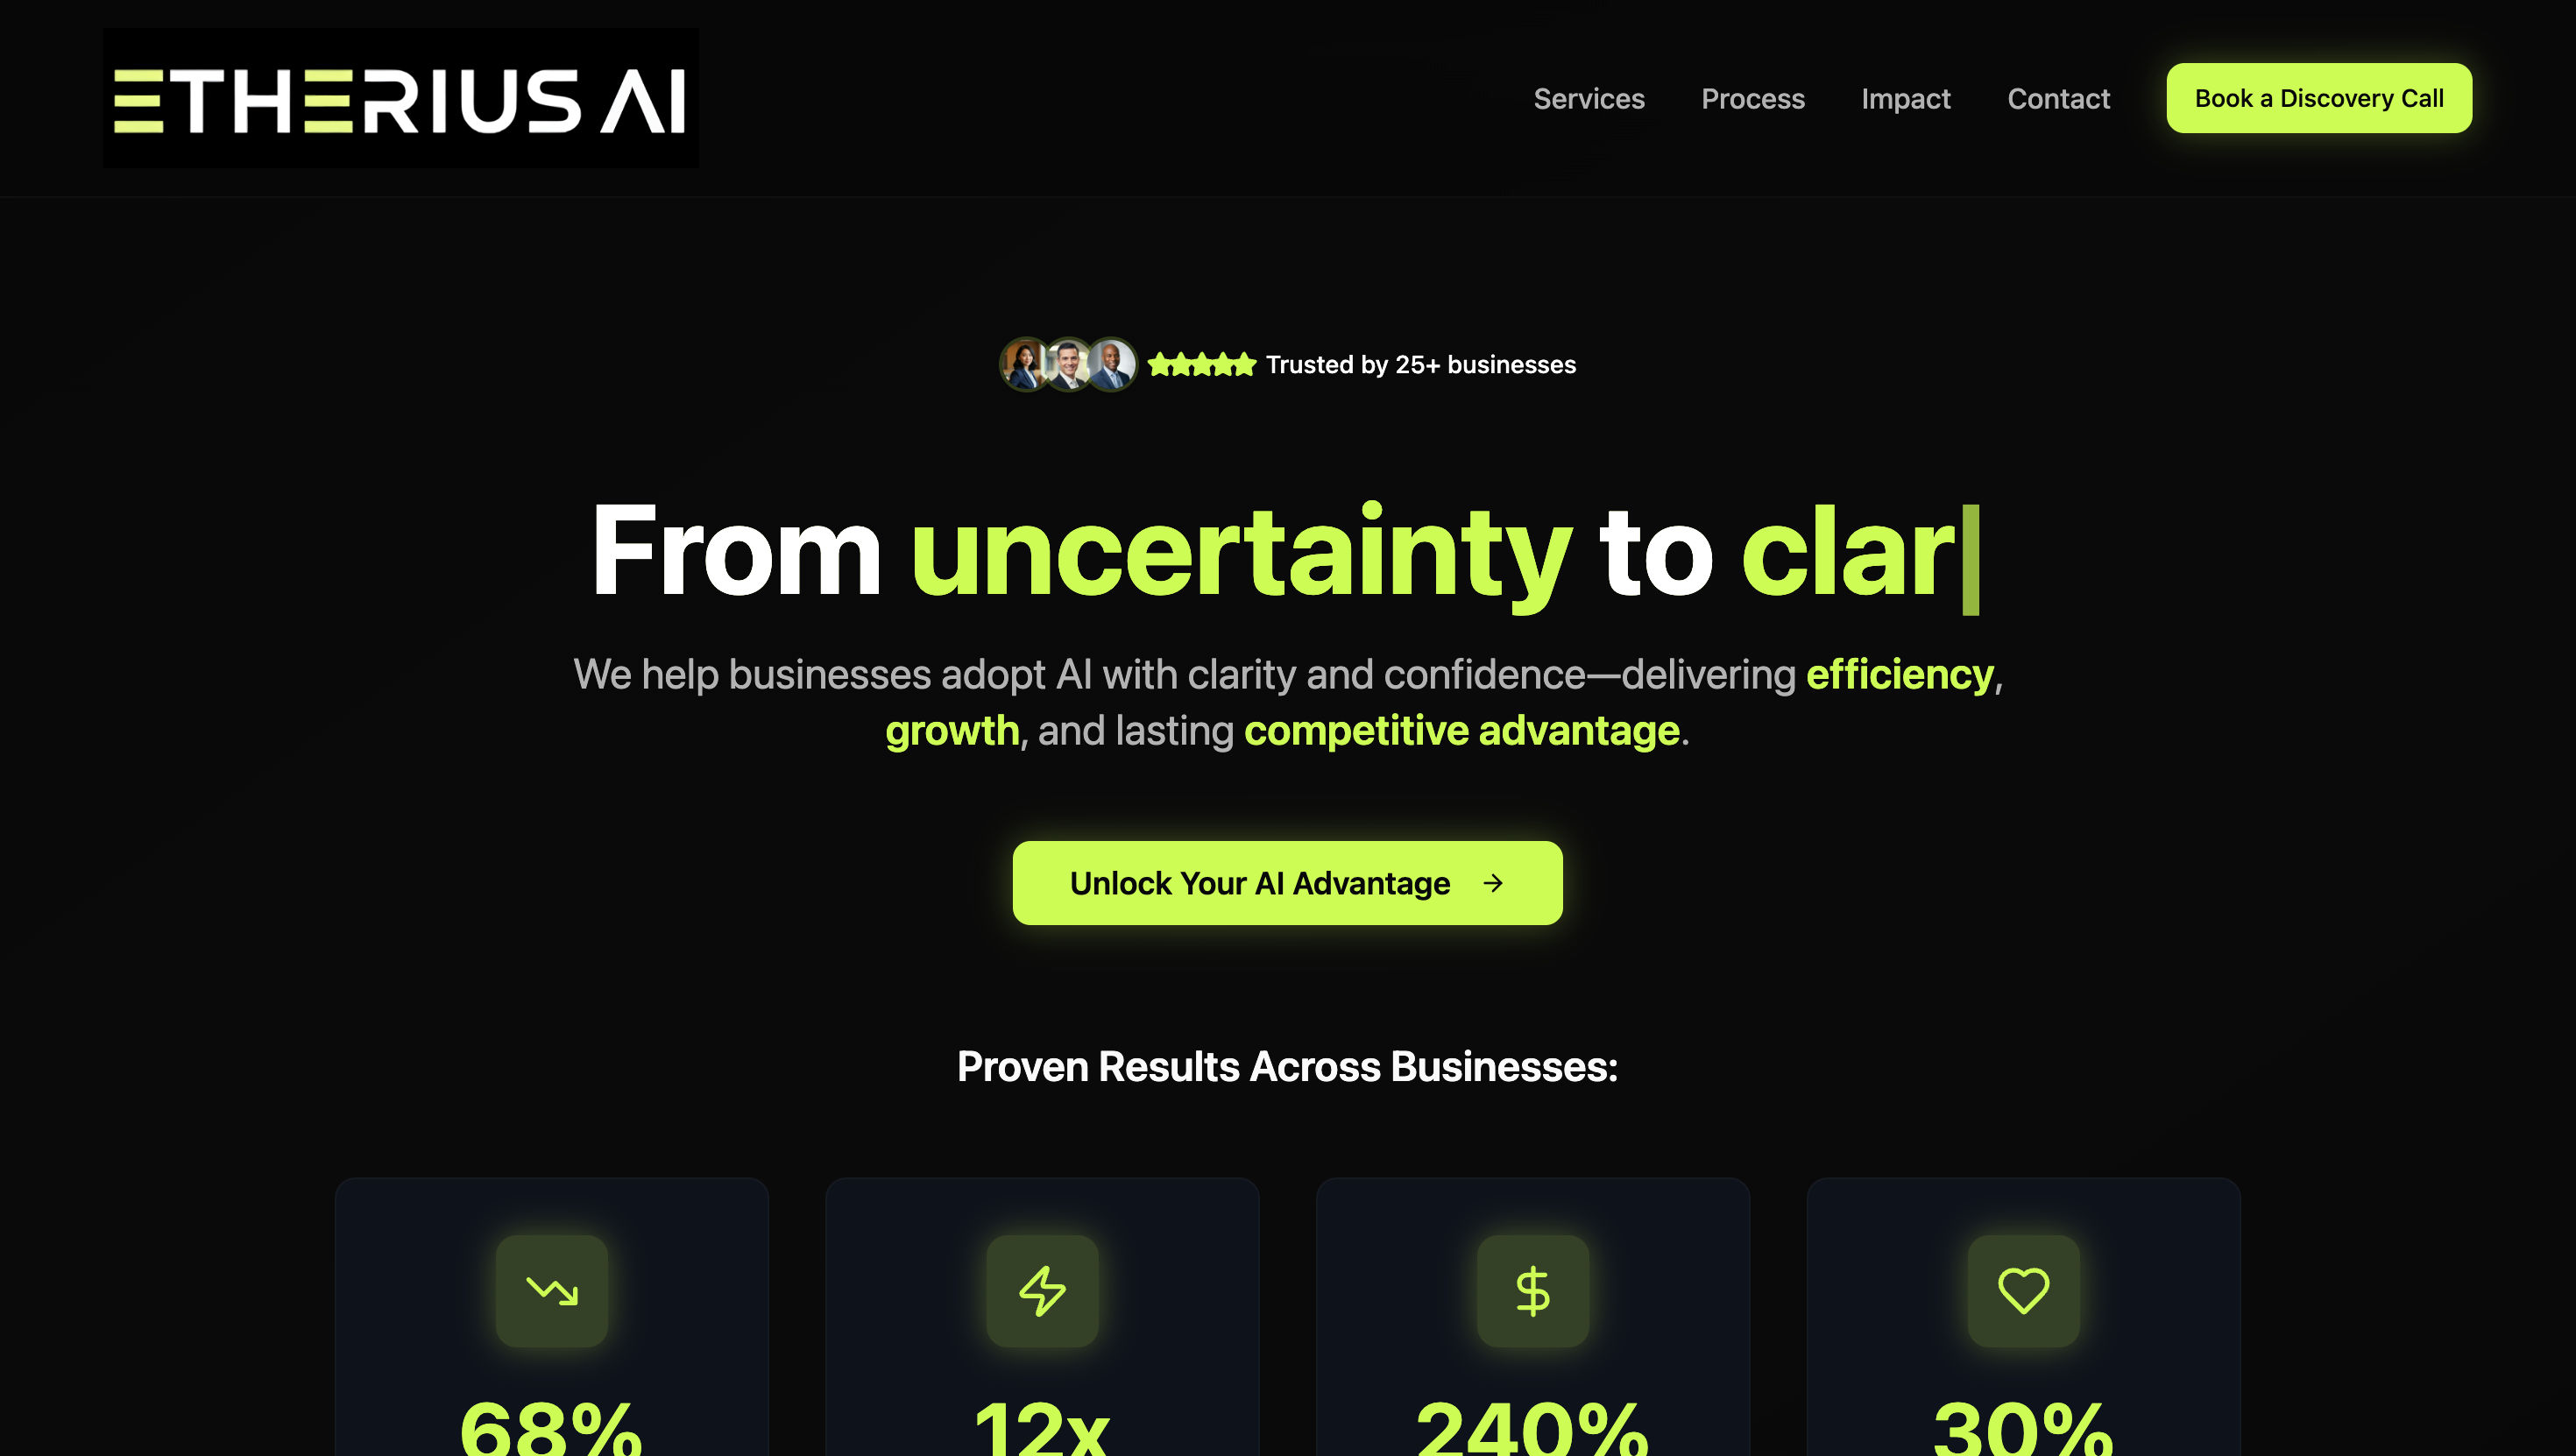 ETHERIUS AI
Services
Process
Impact
Contact
Book a Discovery Call
Trusted by 25+ businesses
From uncertainty to clar
We help businesses adopt AI with clarity and confidence—delivering efficiency,
growth, and lasting competitive advantage.
Unlock Your AI Advantage →
Proven Results Across Businesses:
68%
12x
240%
30%